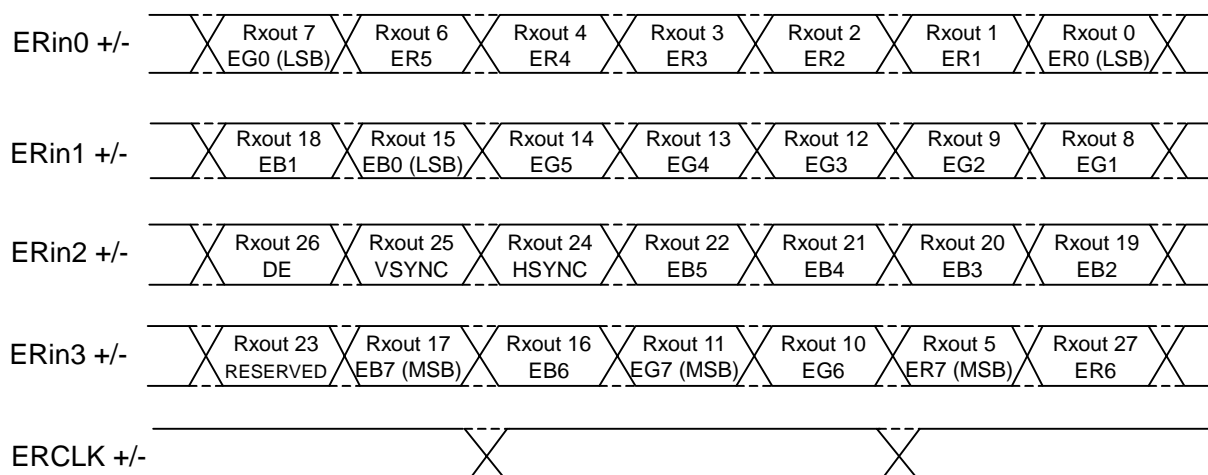 ERin0 +/-
Rxout 7 Rxout 6 Rxout 4 Rxout 3 Rxout 2 Rxout 1 Rxout 0
EG0 (LSB) ER5 ER4 ER3 ER2 ER1 ER0 (LSB)
ERin1 +/-
Rxout 18 Rxout 15 Rxout 14 Rxout 13 Rxout 12 Rxout 9 Rxout 8
EB1 EB0 (LSB) EG5 EG4 EG3 EG2 EG1
ERin2 +/-
Rxout 26 Rxout 25 Rxout 24 Rxout 22 Rxout 21 Rxout 20 Rxout 19
DE VSYNC HSYNC EB5 EB4 EB3 EB2
ERin3 +/-
Rxout 23 Rxout 17 Rxout 16 Rxout 11 Rxout 10 Rxout 5 Rxout 27
RESERVED EB7 (MSB) EB6 EG7 (MSB) EG6 ER7 (MSB) ER6
ERCLK +/-